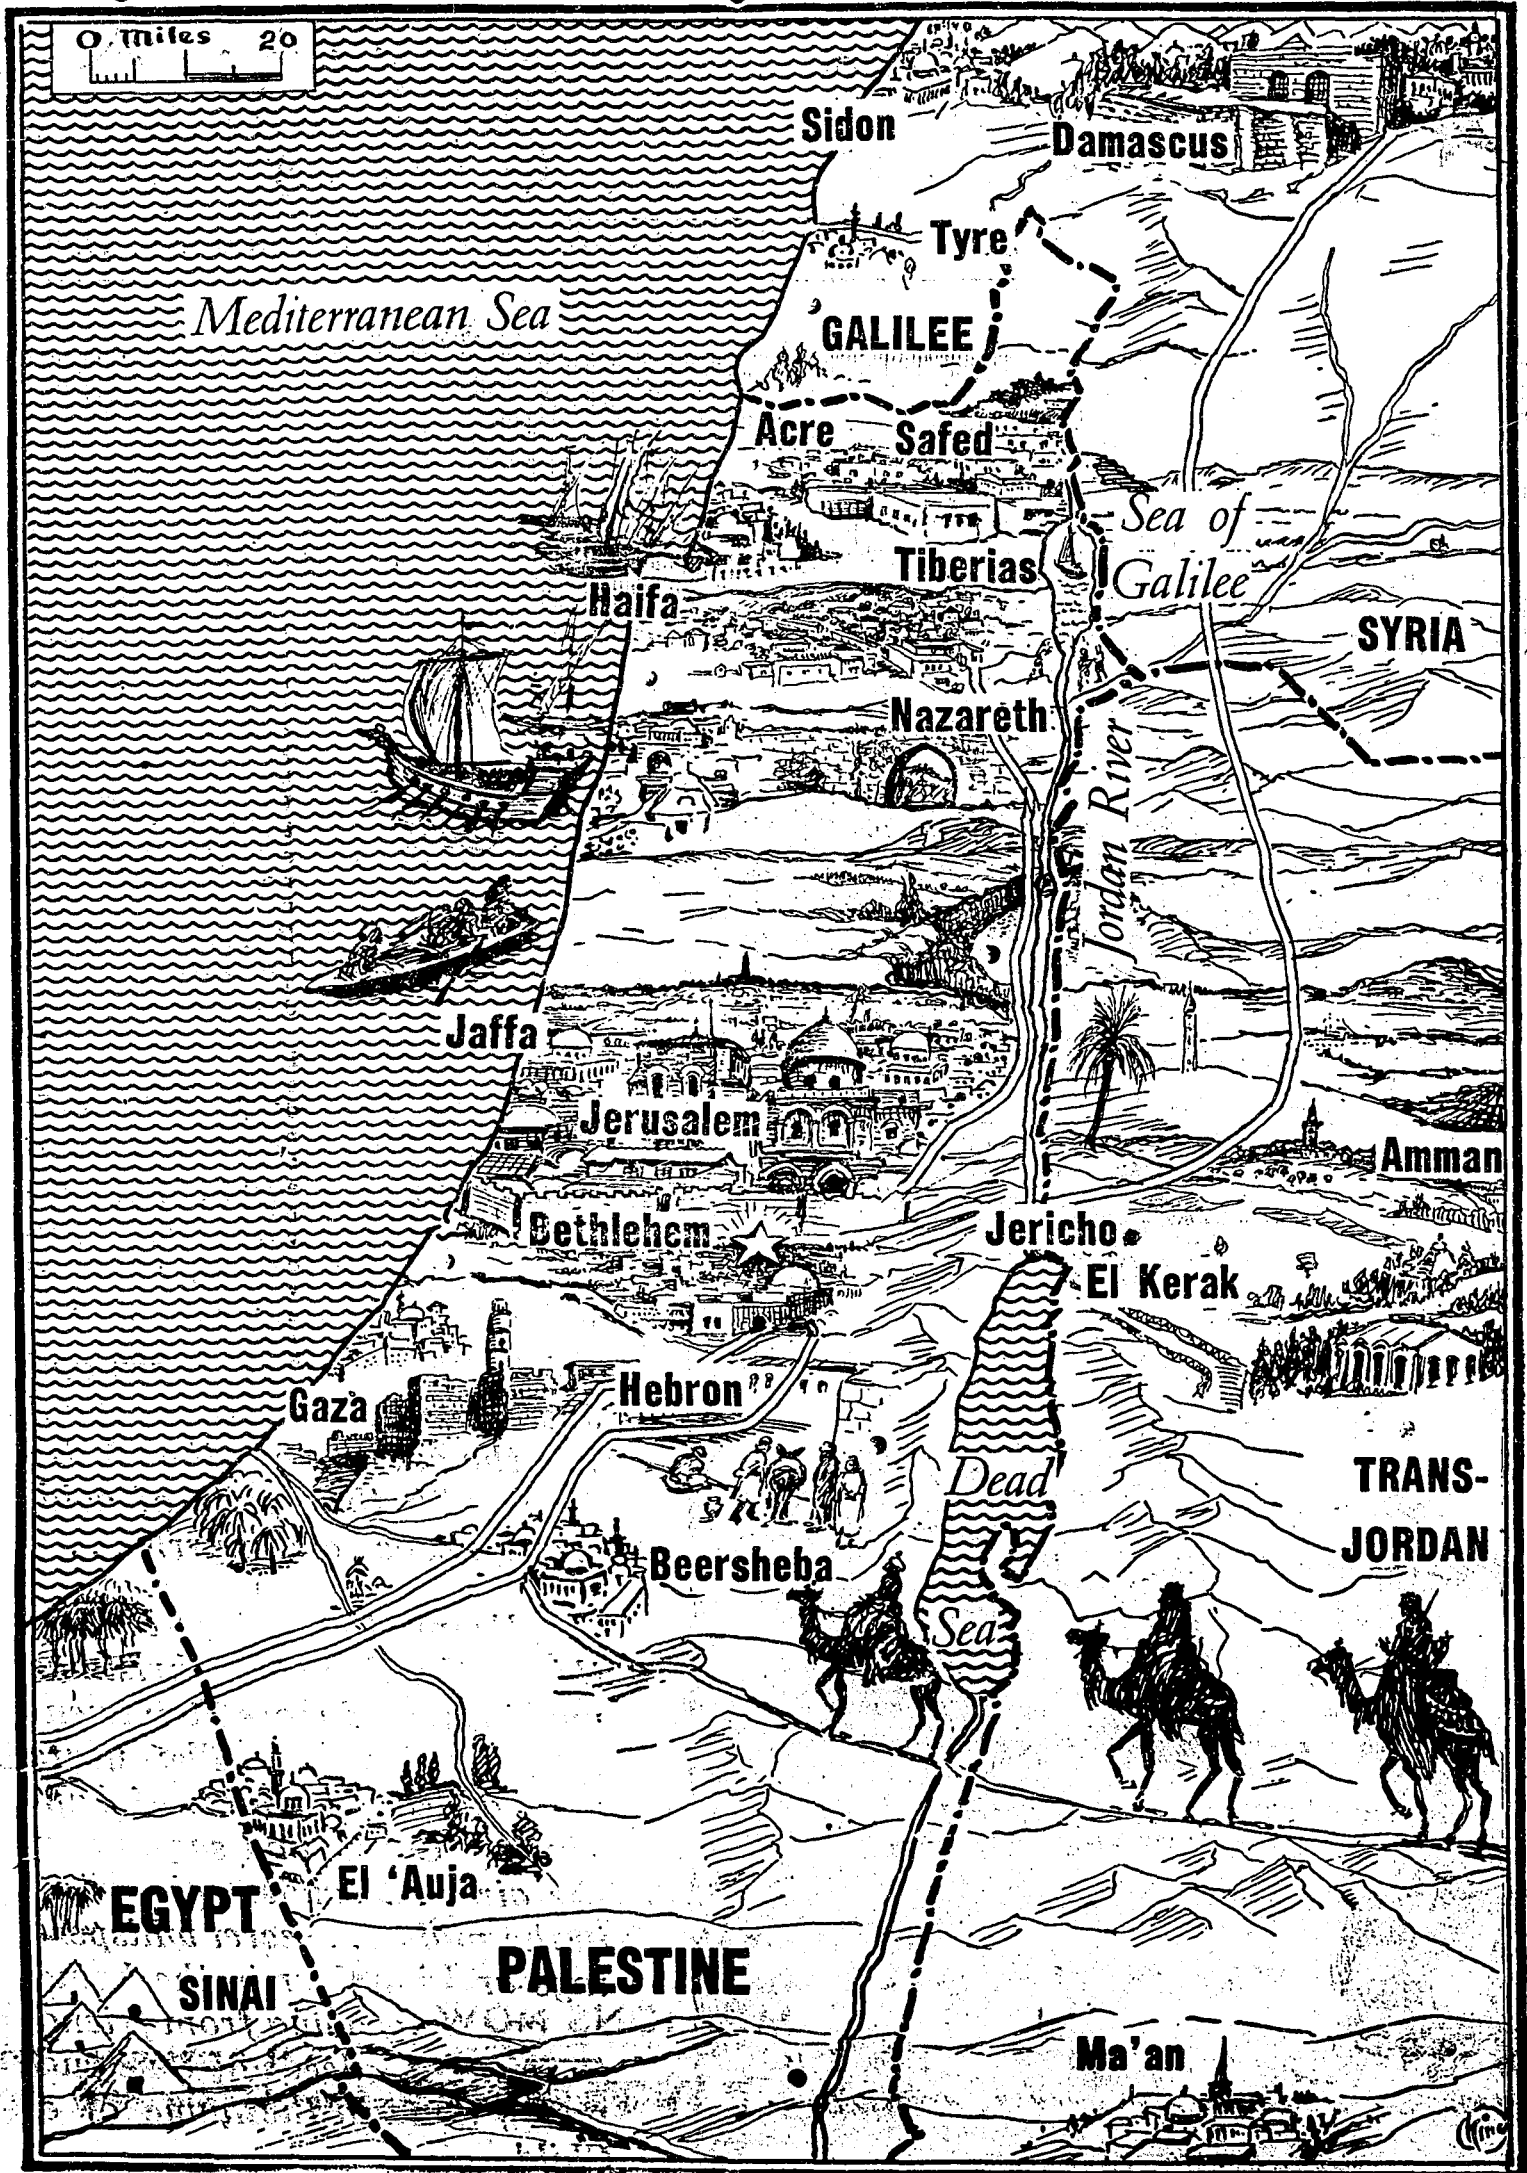 0 Miles 20
Sidon
Damascus
Tyre
Mediterranean Sea
GALILEE
Acre
Safed
Sea of
Galilee
Tiberias
Haifa
SYRIA
Nazareth
Jordan River
Jaffa
Jerusalem
Amman
Bethlehem
Jericho
El Kerak
Gaza
Hebron
Dead
Sea
TRANS-
JORDAN
Beersheba
El 'Auja
EGYPT
PALESTINE
SINAI
Ma'an
King